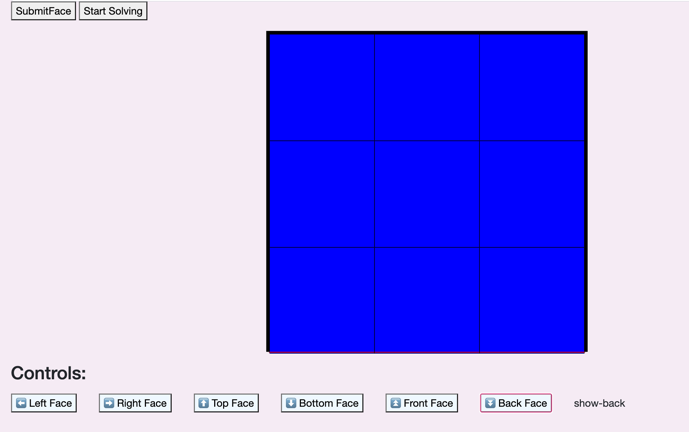 SubmitFace Start Solving
Controls:
⬅️ Left Face ➡️ Right Face ⬆️ Top Face ⬇️ Bottom Face ⏫ Front Face ⏬ Back Face show-back